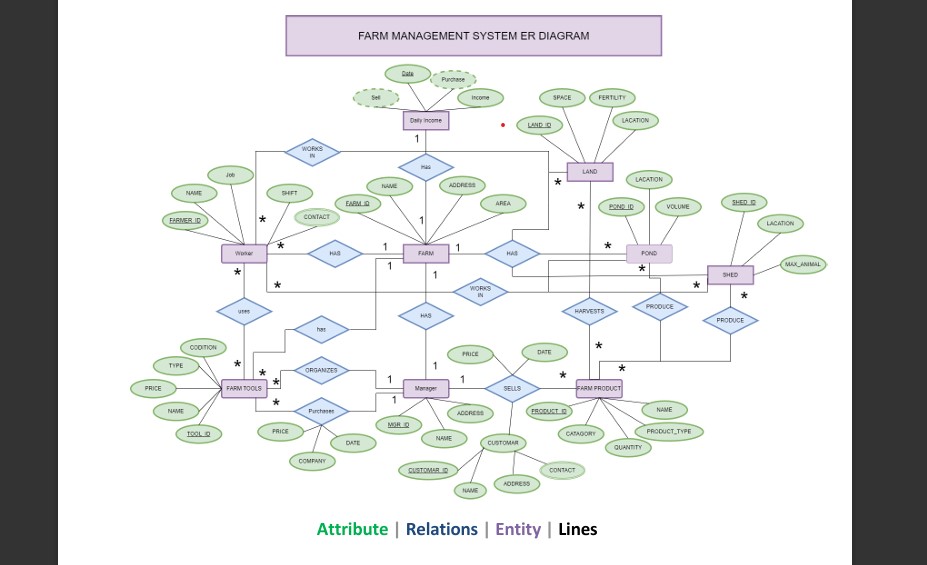 FARM MANAGEMENT SYSTEM ER DIAGRAM
Date
Purchase
Sell
Income
Daily Income
1
SPACE
FERTILITY
LAND_ID
LACATION
LAND
*
*
WORKS
IN
Has
1
Job
NAME
SHIFT
FARMER_ID
CONTACT
*
Worker
*
*
*
HAS
NAME
ADDRESS
FARM_ID
AREA
1
FARM
1
1
1
HAS
LACATION
POND_ID
VOLUME
*
POND
*
SHED_ID
LACATION
MAX_ANIMAL
SHED
*
*
WORKS
IN
uses
HAS
HARVESTS
PRODUCE
PRODUCE
has
*
*
CODITION
TYPE
PRICE
NAME
TOOL_ID
FARM TOOLS
*
*
*
ORGANIZES
1
Purchases
1
PRICE
DATE
COMPANY
1
Manager
1
MGR_ID
ADDRESS
NAME
PRICE
DATE
SELLS
*
*
*
FARM PRODUCT
PRODUCT_ID
NAME
CATAGORY
PRODUCT_TYPE
QUANTITY
CUSTOMAR
CUSTOMAR_ID
CONTACT
NAME
ADDRESS
Attribute | Relations | Entity | Lines